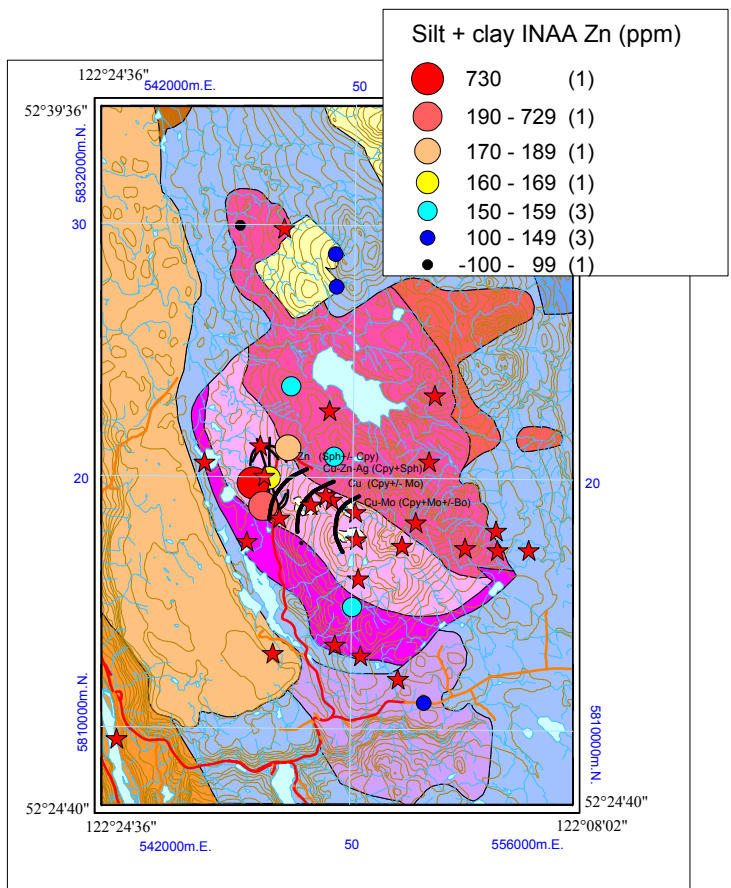 Silt + clay INAA Zn (ppm)
730 (1)
190 - 729 (1)
170 - 189 (1)
160 - 169 (1)
150 - 159 (3)
100 - 149 (3)
-100 - 99 (1)
122°24'36"
542000m.E.
50
52°39'36"
5832000m.N.
30
20
20
Zn (Sph+/- Cpy)
Cu-Zn-Ag (Cpy+Sph)
Cu (Cpy+/- Mo)
Cu-Mo (Cpy+Mo+/-Bo)
5810000m.N.
5810000m.N.
52°24'40"
52°24'40"
122°24'36"
122°08'02"
542000m.E.
50
556000m.E.